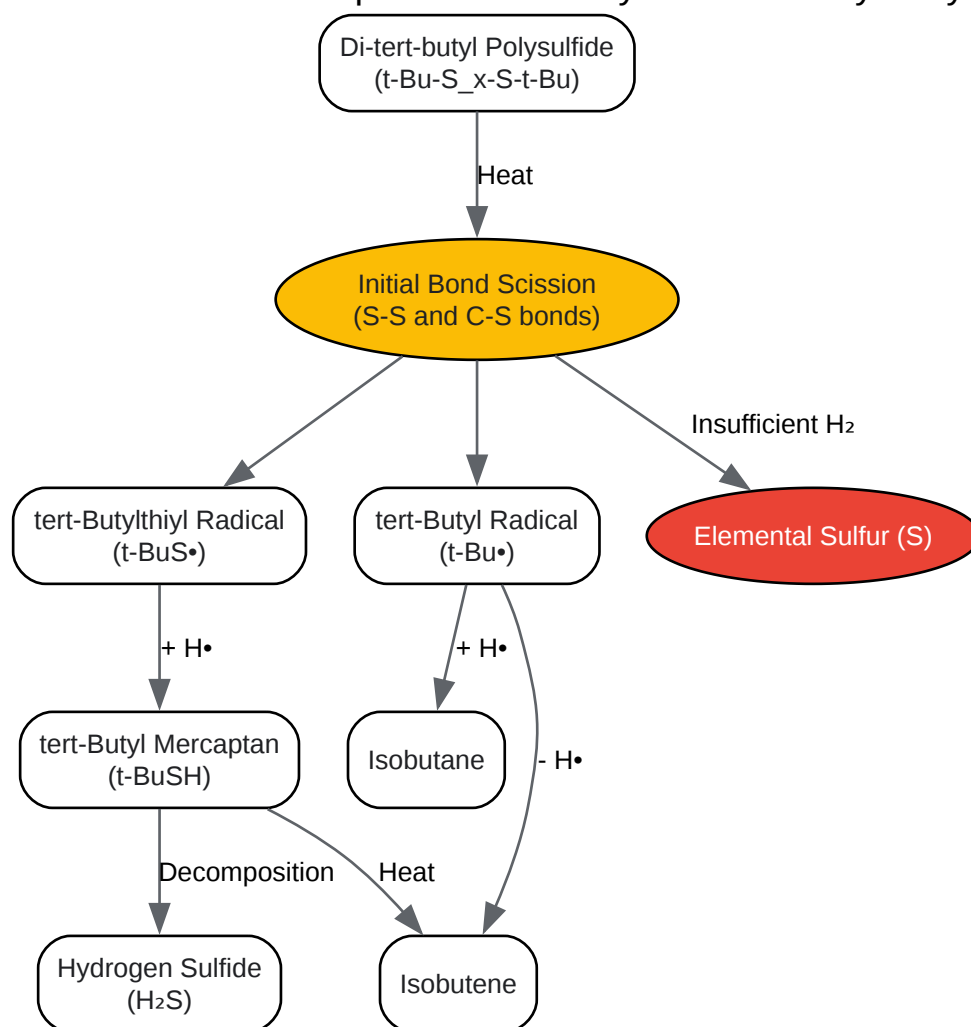 Di-tert-butyl Polysulfide
(t-Bu-S_x-S-t-Bu)
Heat
Initial Bond Scission
(S-S and C-S bonds)
Insufficient H₂
tert-Butylthiyl Radical
(t-BuS•)
tert-Butyl Radical
(t-Bu•)
Elemental Sulfur (S)
+ H•
+ H•
tert-Butyl Mercaptan
(t-BuSH)
Isobutane
- H•
Decomposition
Heat
Hydrogen Sulfide
(H₂S)
Isobutene